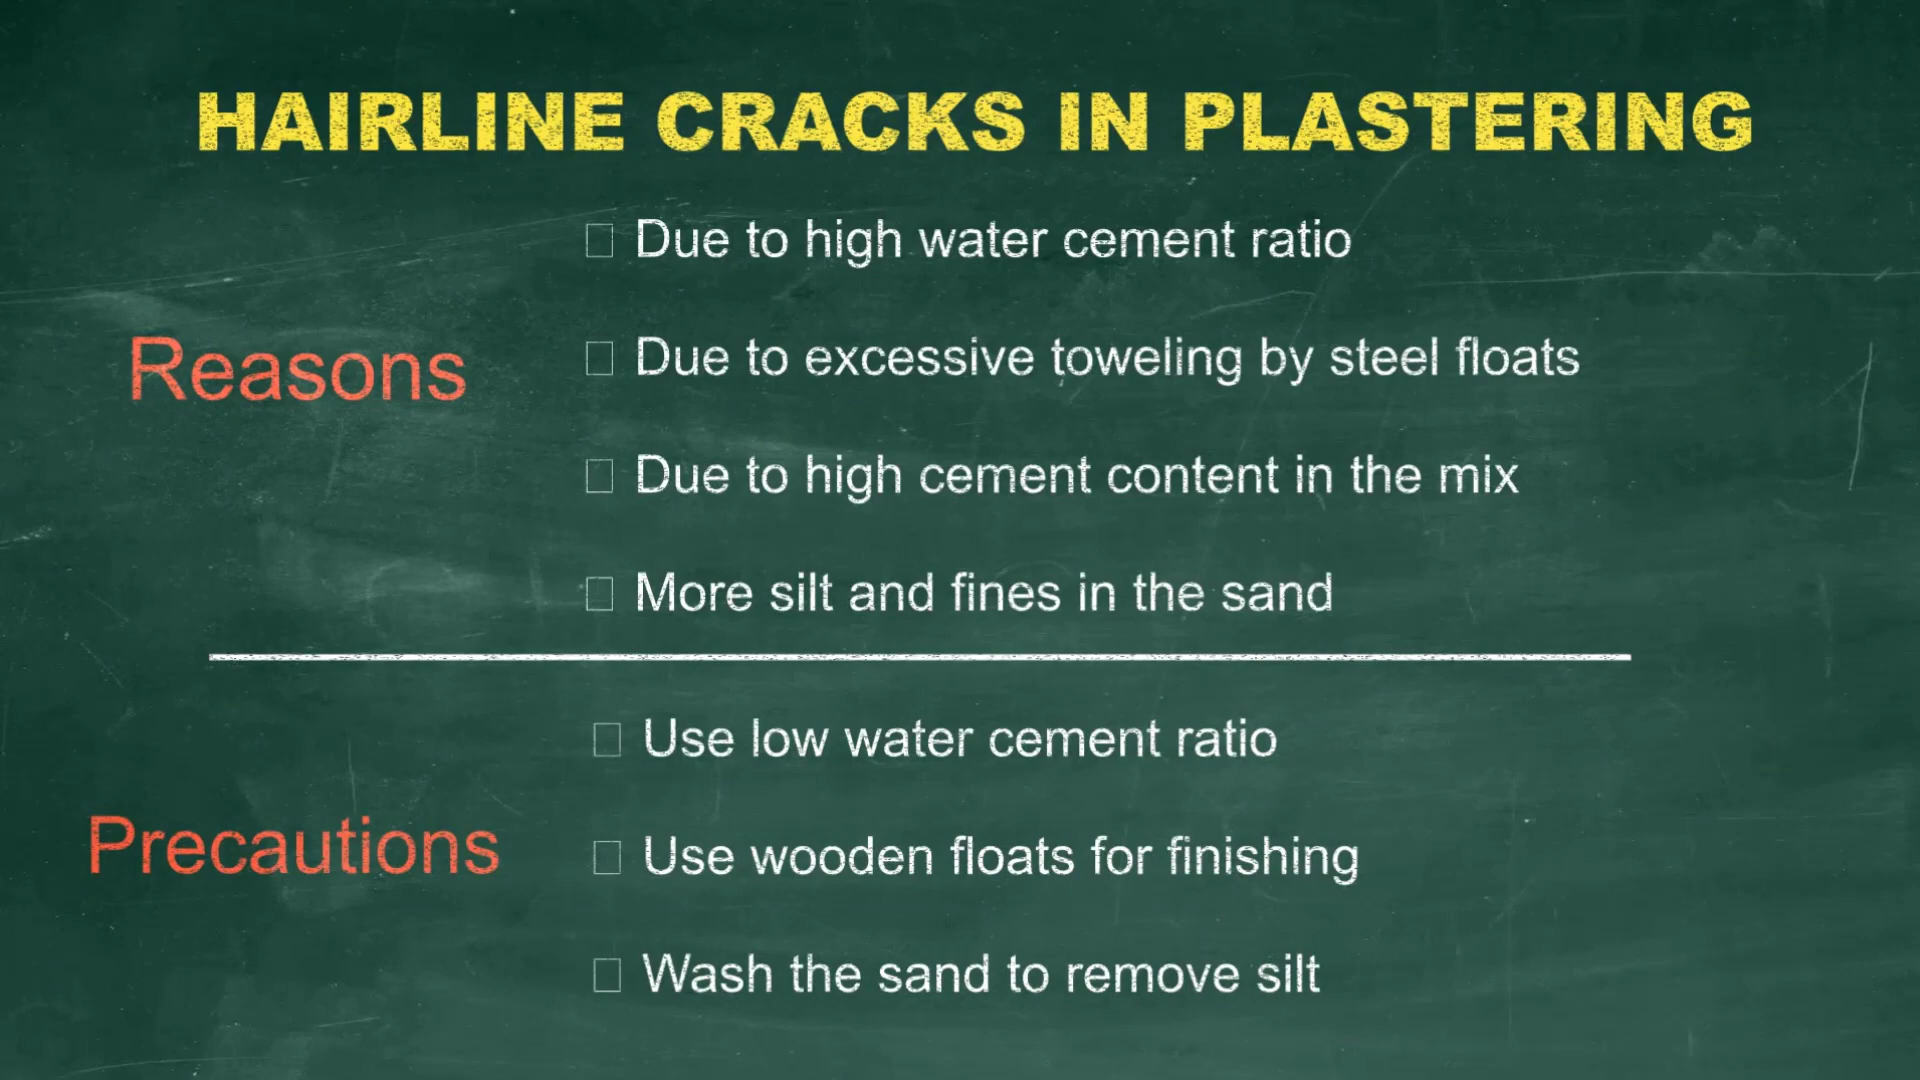 HAIRLINE CRACKS IN PLASTERING
Reasons
Due to high water cement ratio
Due to excessive toweling by steel floats
Due to high cement content in the mix
More silt and fines in the sand
Precautions
Use low water cement ratio
Use wooden floats for finishing
Wash the sand to remove silt